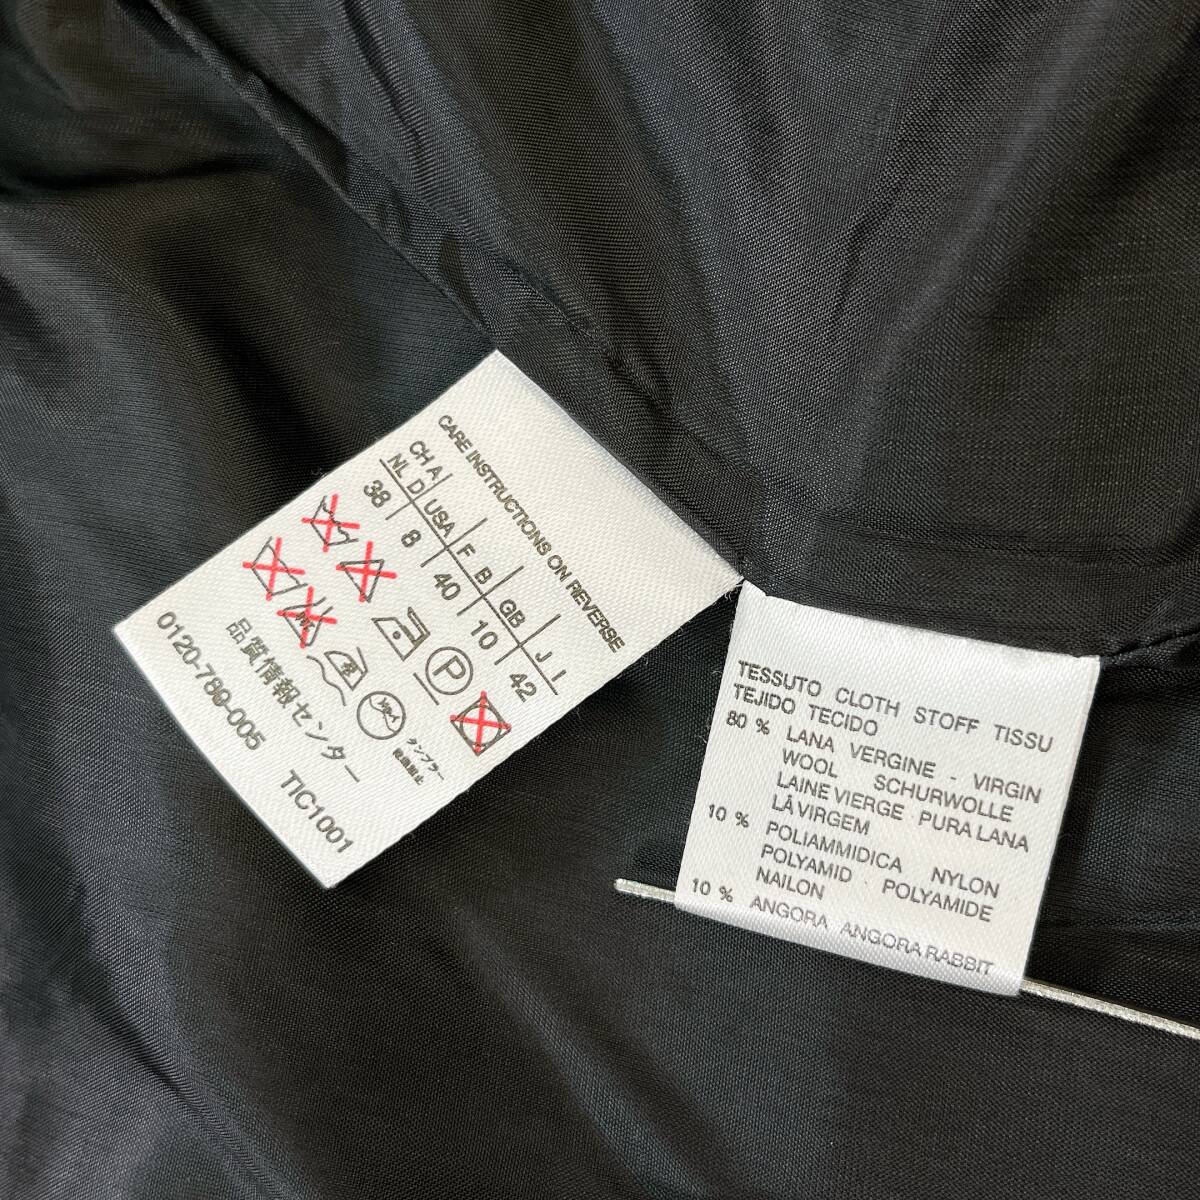 CARE INSTRUCTIONS ON REVERSE
CH A USA F GB J I
NL D B
38 8 40 10 42
P
タンブラー
乾燥禁止
品質情報センター
0120-789-005 TIC1001
TESSUTO CLOTH STOFF TISSU
TEJIDO TECIDO
80 % LANA VERGINE - VIRGIN
WOOL SCHURWOLLE
LAINE VIERGE PURA LANA
LÂ VIRGEM
10 % POLIAMMIDICA NYLON
POLYAMID POLYAMIDE
NAILON
10 % ANGORA ANGORA RABBIT